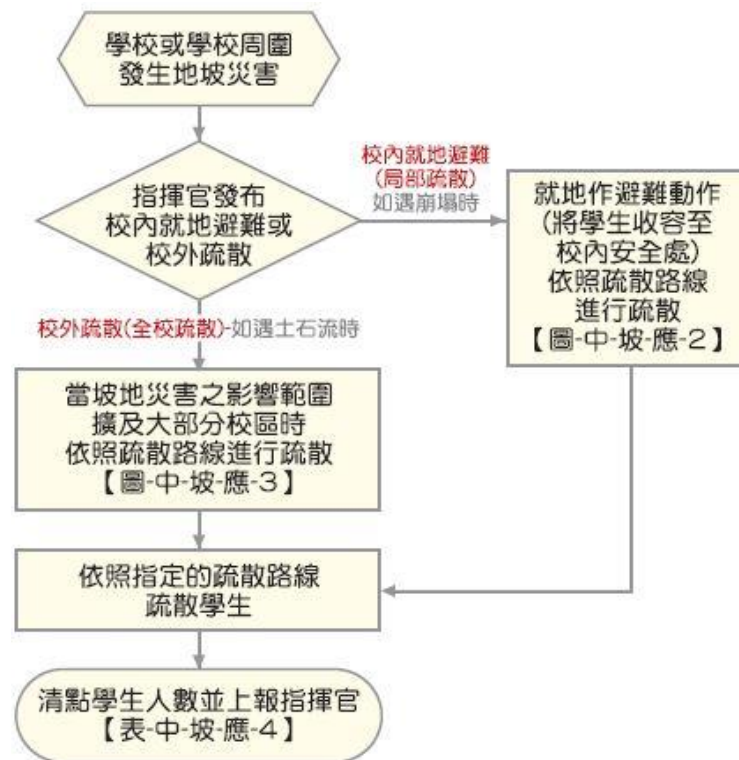 學校或學校周圍
發生地坡災害
指揮官發布
校內就地避難或
校外疏散
校內就地避難
(局部疏散)
如遇崩塌時
就地作避難動作
(將學生收容至
校內安全處)
依照疏散路線
進行疏散
【圖-中-坡-應-2】
校外疏散(全校疏散)-如遇土石流時
當坡地災害之影響範圍
擴及大部分校區時
依照疏散路線進行疏散
【圖-中-坡-應-3】
依照指定的疏散路線
疏散學生
清點學生人數並上報指揮官
【表-中-坡-應-4】